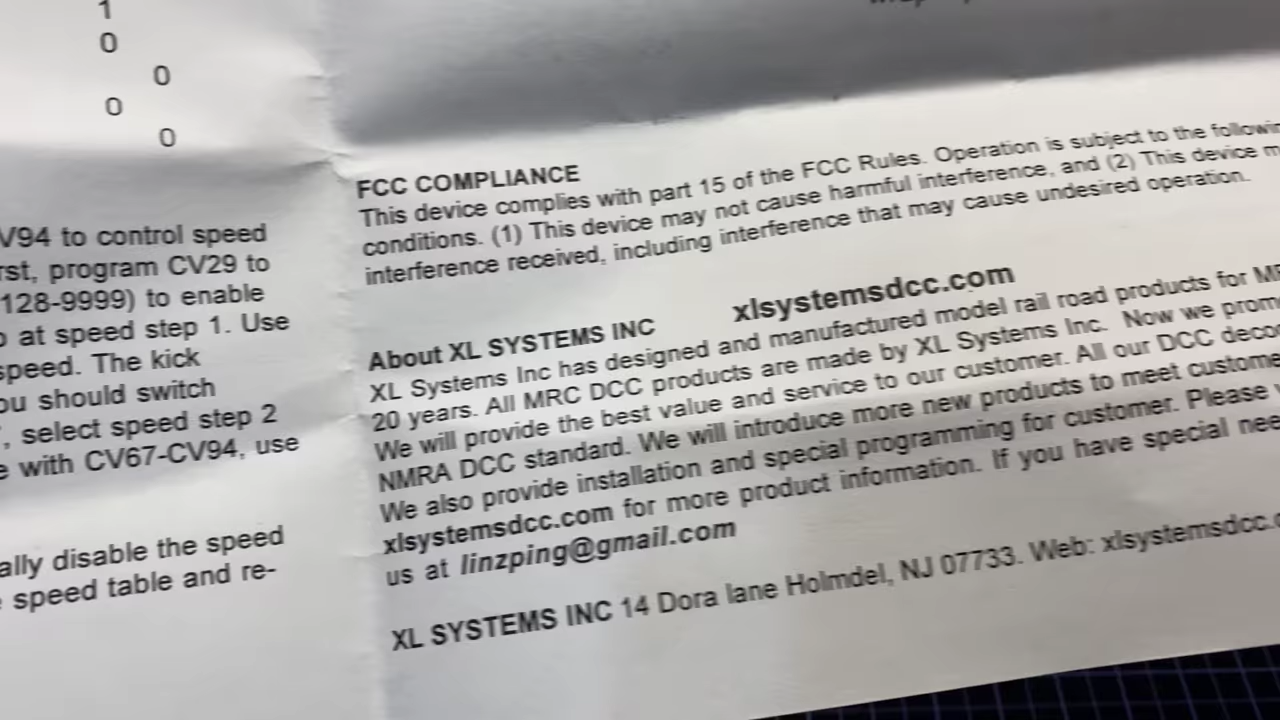 1
0
0
0
0
V94 to control speed
rst, program CV29 to
128-9999) to enable
at speed step 1. Use
speed. The kick
ou should switch
, select speed step 2
e with CV67-CV94, use
ally disable the speed
speed table and re-
FCC COMPLIANCE
This device complies with part 15 of the FCC Rules. Operation is subject to the followin
conditions. (1) This device may not cause harmful interference, and (2) This device m
interference received, including interference that may cause undesired operation.
xlsystemsdcc.com
About XL SYSTEMS INC
XL Systems Inc has designed and manufactured model rail road products for MR
20 years. All MRC DCC products are made by XL Systems Inc. Now we prom
We will provide the best value and service to our customer. All our DCC deco
NMRA DCC standard. We will introduce more new products to meet custome
We also provide installation and special programming for customer. Please
xlsystemsdcc.com for more product information. If you have special nee
us at linzping@gmail.com
XL SYSTEMS INC 14 Dora lane Holmdel, NJ 07733. Web: xlsystemsdcc.c